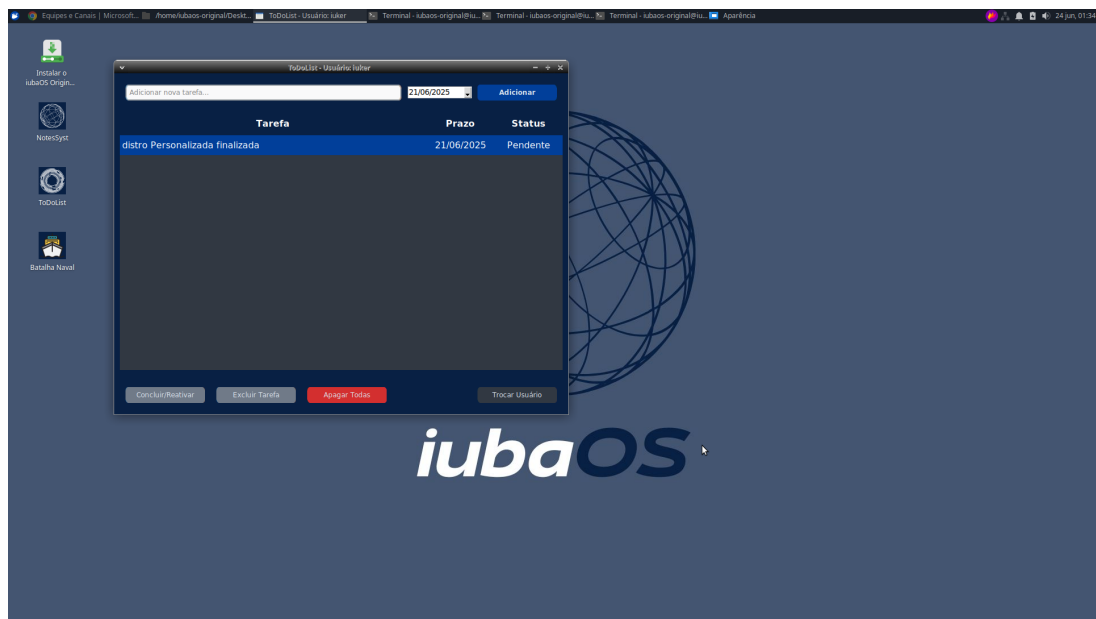 Equipes e Canais | Microsoft... /home/iubaos-original/Deskt... ToDoList - Usuário: iuker Terminal - iubaos-original@iu... Terminal - iubaos-original@iu... Terminal - iubaos-original@iu... Aparência 24 jun, 01:34
Instalar o
iubaOS Origin...
NotesSyst
ToDoList
Batalha Naval
ToDoList - Usuário: iuker
Adicionar nova tarefa... 21/06/2025 Adicionar
Tarefa Prazo Status
distro Personalizada finalizada 21/06/2025 Pendente
Concluir/Reativar Excluir Tarefa Apagar Todas Trocar Usuário
iubaOS